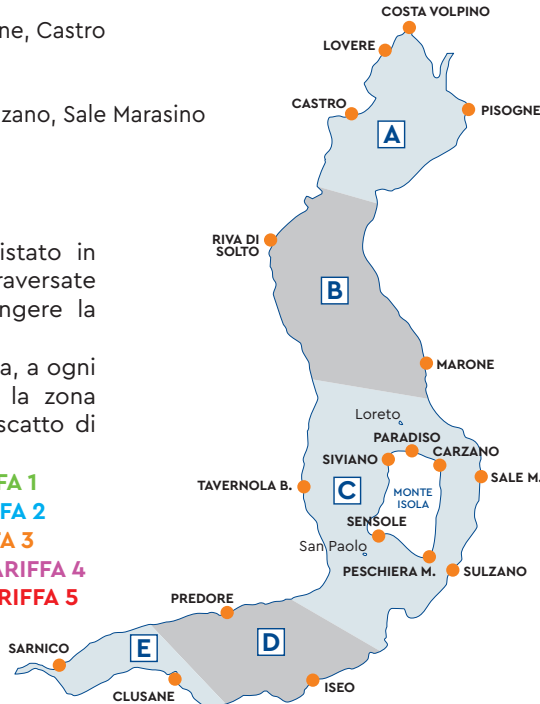 ne, Castro
zano, Sale Marasino
istato in
raversate
ngere la
a, a ogni
la zona
scatto di
FA 1
FA 2
A 3
ARIFFA 4
RIFFA 5
COSTA VOLPINO
LOVERE
CASTRO
PISOGNE
A
RIVA DI
SOLTO
B
MARONE
Loreto
PARADISO
CARZANO
SIVIANO
SALE M.
TAVERNOLA B.
C
MONTE
ISOLA
SENSOLE
San Paolo
PESCHIERA M.
SULZANO
PREDORE
D
SARNICO
E
ISEO
CLUSANE